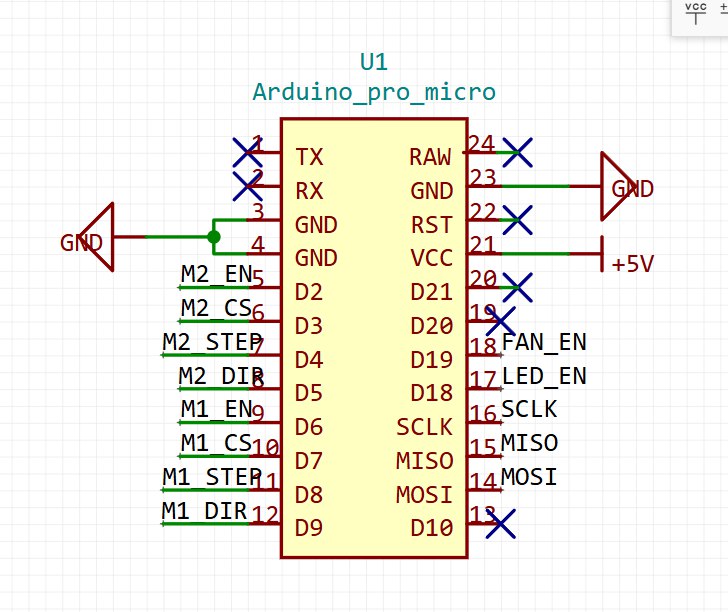 VCC +
U1
Arduino_pro_micro
1 TX RAW 24
2 RX GND 23 GND
3 GND RST 22
GND
4 GND VCC 21 +5V
M2_EN 5 D2 D21 20
M2_CS 6 D3 D20 19
M2_STEP 7 D4 D19 18 FAN_EN
M2_DIR 8 D5 D18 17 LED_EN
M1_EN 9 D6 SCLK 16 SCLK
M1_CS 10 D7 MISO 15 MISO
M1_STEP 11 D8 MOSI 14 MOSI
M1_DIR 12 D9 D10 13